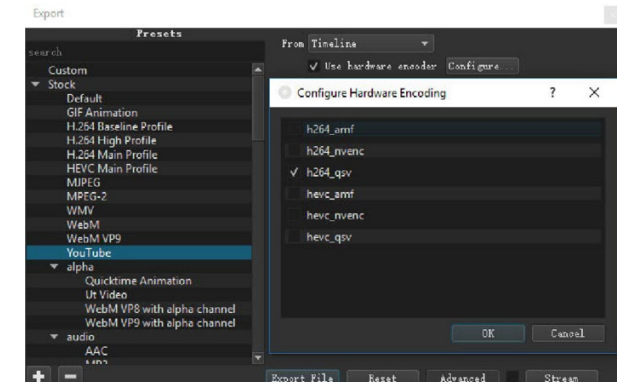 Export
Presets
search
Custom
Stock
Default
GIF Animation
H.264 Baseline Profile
H.264 High Profile
H.264 Main Profile
HEVC Main Profile
MJPEG
MPEG-2
WMV
WebM
WebM VP9
YouTube
alpha
Quicktime Animation
Ut Video
WebM VP8 with alpha channel
WebM VP9 with alpha channel
audio
AAC
MP3
From Timeline
Use hardware encoder Configure...
Configure Hardware Encoding ?
h264_amf
h264_nvenc
h264_qsv
hevc_amf
hevc_nvenc
hevc_qsv
OK Cancel
Export File Reset Advanced Stream